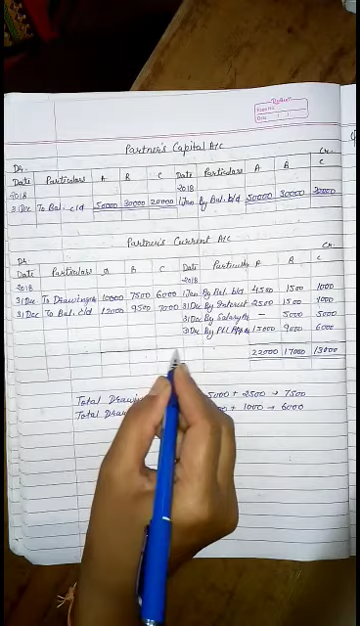 Partner's Capital A/c
Dr. Cr.
Date Particulars A B C Date Particulars A B C
2018 2018
31 Dec To Bal. c/d 50000 30000 20000 1 Jan By Bal. b/d 50000 30000 20000
Partner's Current A/c
Dr. Cr.
Date Particulars A B C Date Particulars A B C
2018 2018
31 Dec To Drawings 10000 7500 6000 1 Jan By Bal. b/d 4500 1500 1000
31 Dec To Bal. c/d 12000 9500 7000 31 Dec By Interest 2500 1500 1000
31 Dec By Salary — 5000 5000
31 Dec By P/L App 15000 9000 6000
22000 17000 13000
Total Drawin 5000 + 2500 → 7500
Total Draw 00 + 1000 → 6000